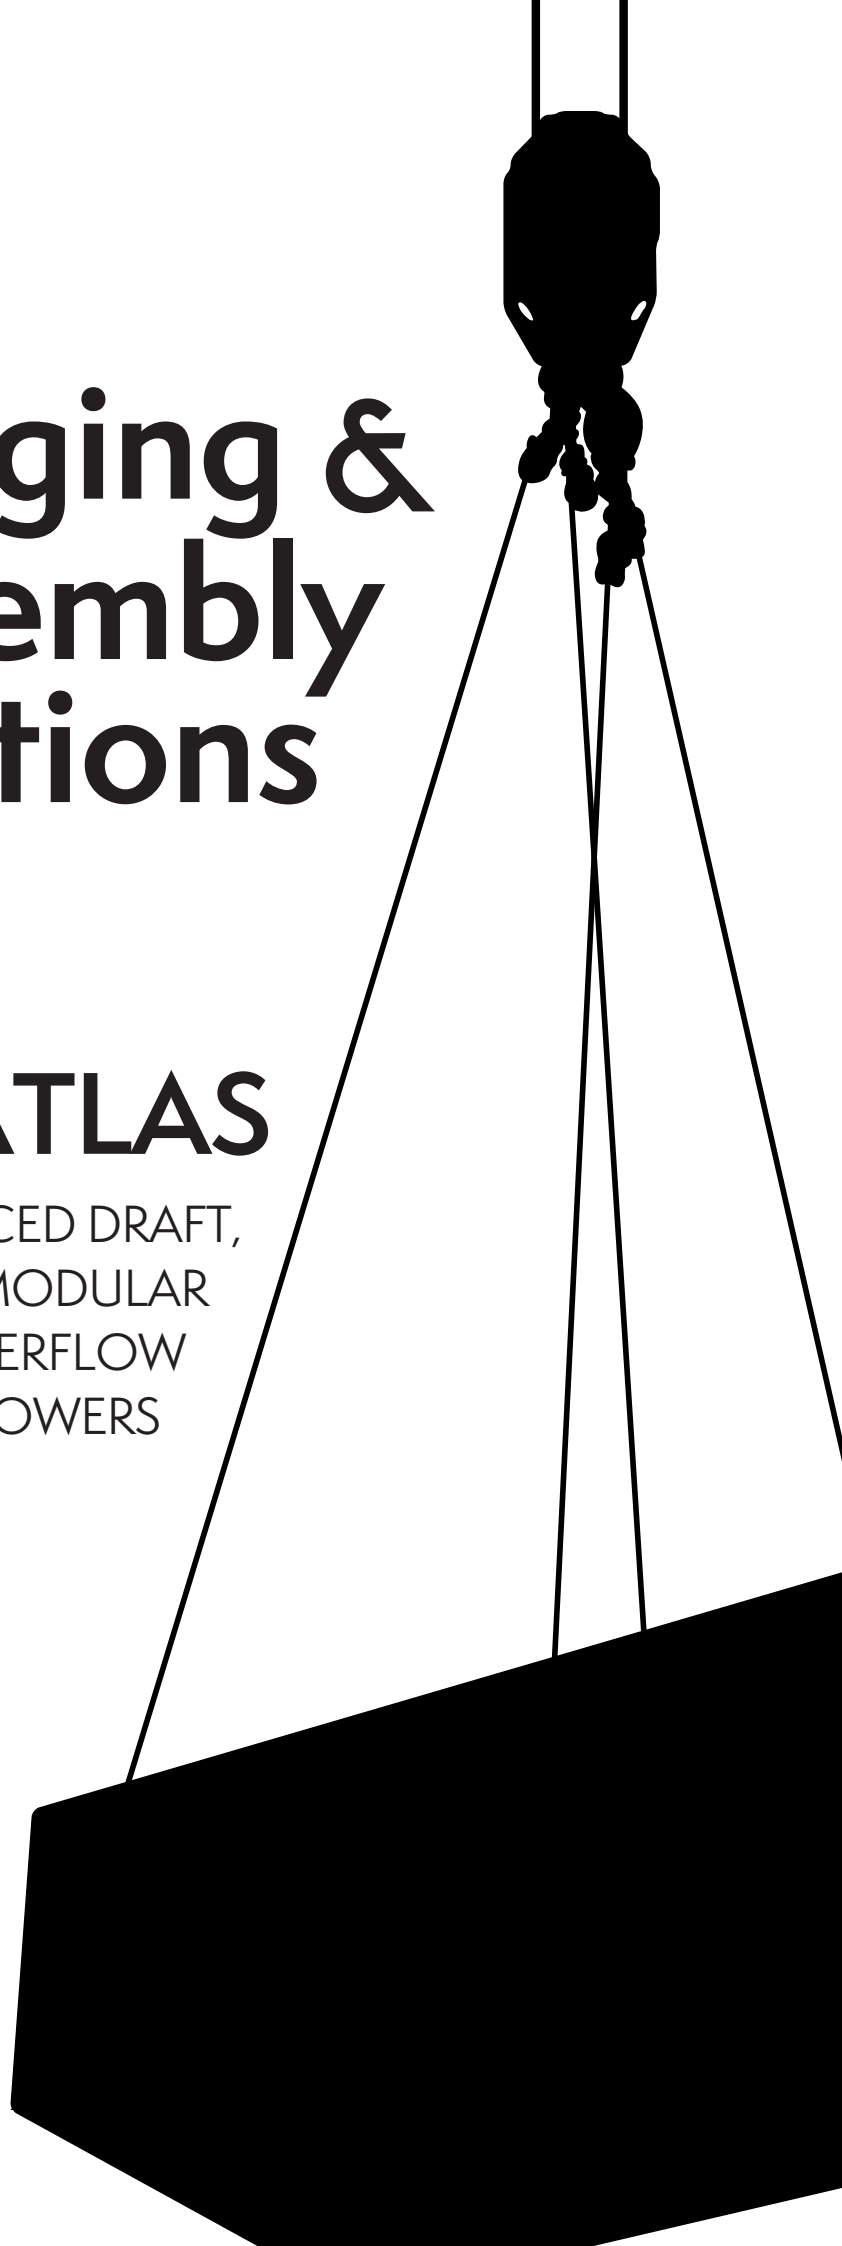 ging &
embly
tions
ATLAS
CED DRAFT,
MODULAR
ERFLOW
OWERS